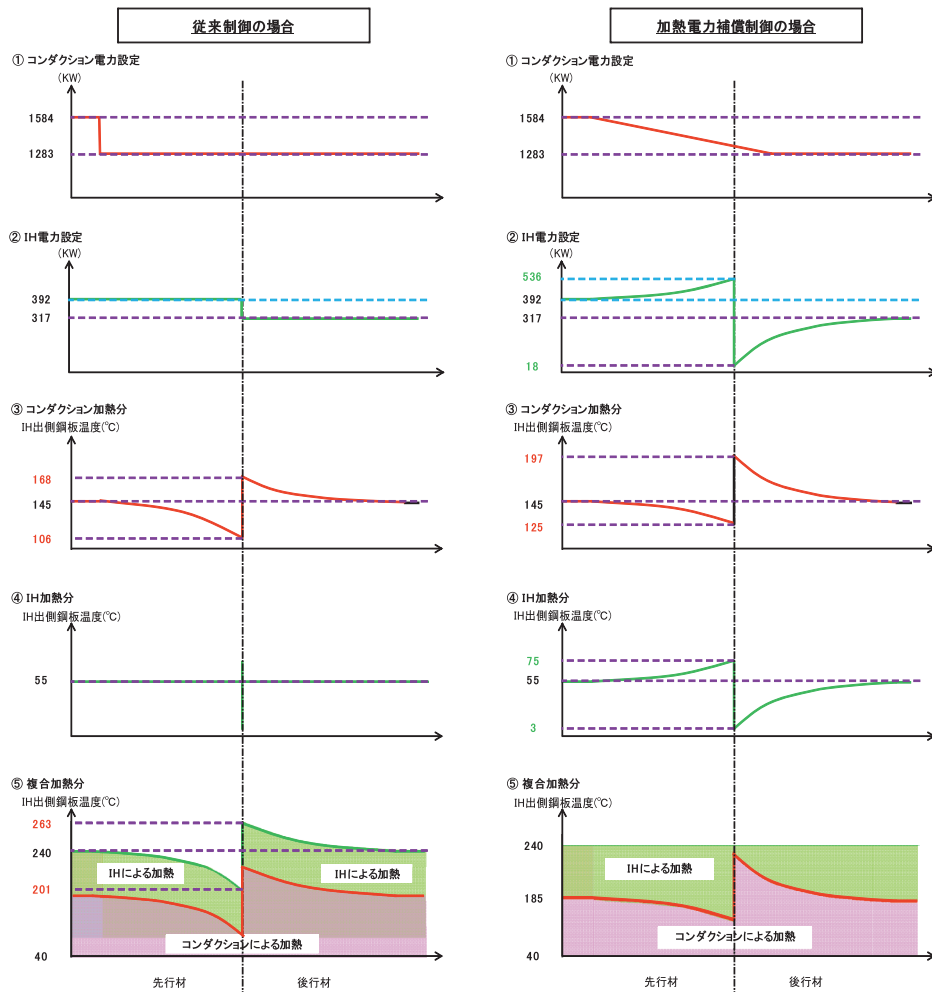 従来制御の場合
① コンダクション電力設定
(KW)
1584
1283
② IH電力設定
(KW)
392
317
③ コンダクション加熱分
IH出側鋼板温度(℃)
168
145
106
④ IH加熱分
IH出側鋼板温度(℃)
55
⑤ 複合加熱分
IH出側鋼板温度(℃)
263
240
201
40
IHによる加熱
IHによる加熱
コンダクションによる加熱
先行材
後行材
加熱電力補償制御の場合
① コンダクション電力設定
(KW)
1584
1283
② IH電力設定
(KW)
536
392
317
18
③ コンダクション加熱分
IH出側鋼板温度(℃)
197
145
125
④ IH加熱分
IH出側鋼板温度(℃)
75
55
3
⑤ 複合加熱分
IH出側鋼板温度(℃)
240
185
40
IHによる加熱
コンダクションによる加熱
先行材
後行材